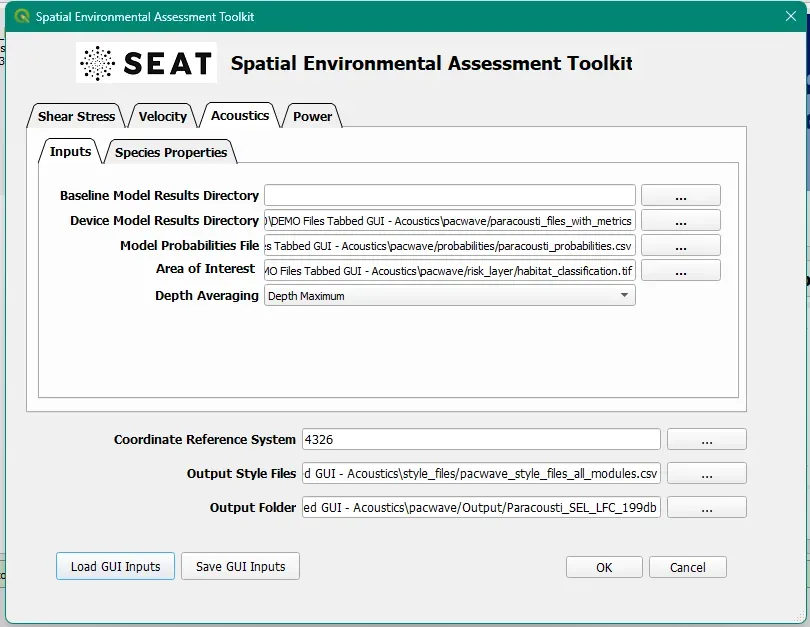 Spatial Environmental Assessment Toolkit
SEAT Spatial Environmental Assessment Toolkit
Shear Stress Velocity Acoustics Power
Inputs Species Properties
Baseline Model Results Directory ...
Device Model Results Directory \DEMO Files Tabbed GUI - Acoustics\pacwave/paracousti_files_with_metrics ...
Model Probabilities File es Tabbed GUI - Acoustics\pacwave/probabilities/paracousti_probabilities.csv ...
Area of Interest MO Files Tabbed GUI - Acoustics\pacwave/risk_layer/habitat_classification.tif ...
Depth Averaging Depth Maximum
Coordinate Reference System 4326 ...
Output Style Files d GUI - Acoustics\style_files/pacwave_style_files_all_modules.csv ...
Output Folder ed GUI - Acoustics\pacwave/Output/Paracousti_SEL_LFC_199db ...
Load GUI Inputs Save GUI Inputs OK Cancel